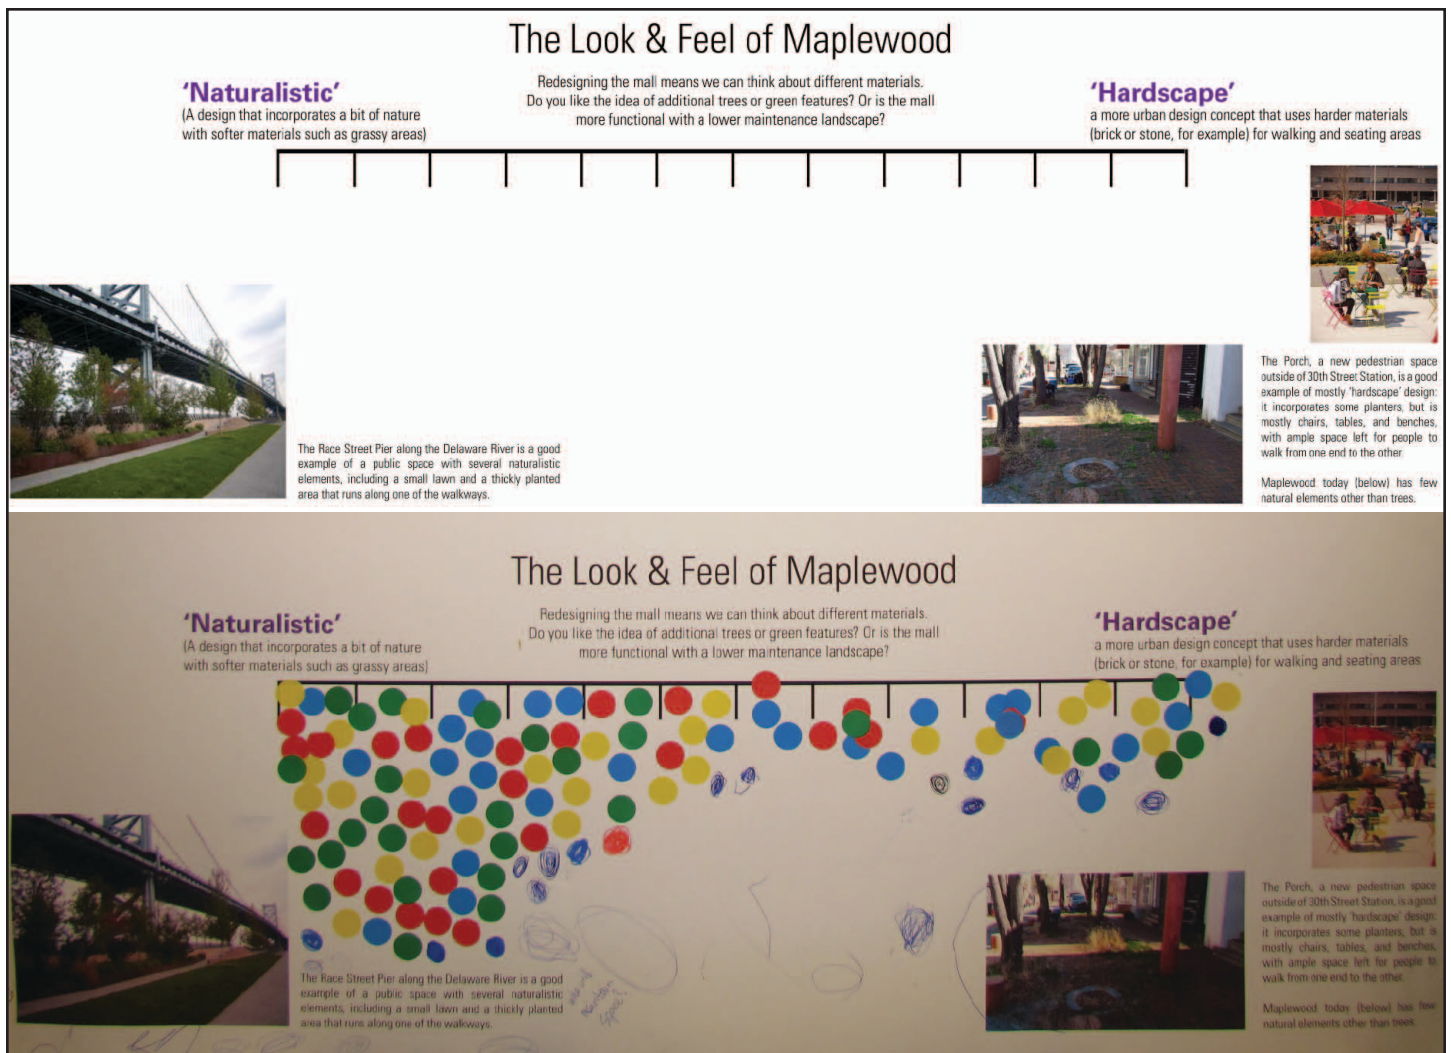 The Look & Feel of Maplewood
'Naturalistic'
(A design that incorporates a bit of nature
with softer materials such as grassy areas)
Redesigning the mall means we can think about different materials.
Do you like the idea of additional trees or green features? Or is the mall
more functional with a lower maintenance landscape?
'Hardscape'
a more urban design concept that uses harder materials
(brick or stone, for example) for walking and seating areas
The Race Street Pier along the Delaware River is a good
example of a public space with several naturalistic
elements, including a small lawn and a thickly planted
area that runs along one of the walkways.
The Porch, a new pedestrian space
outside of 30th Street Station, is a good
example of mostly 'hardscape' design:
it incorporates some planters, but is
mostly chairs, tables, and benches,
with ample space left for people to
walk from one end to the other
Maplewood today (below) has few
natural elements other than trees.
The Look & Feel of Maplewood
'Naturalistic'
(A design that incorporates a bit of nature
with softer materials such as grassy areas)
Redesigning the mall means we can think about different materials.
Do you like the idea of additional trees or green features? Or is the mall
more functional with a lower maintenance landscape?
'Hardscape'
a more urban design concept that uses harder materials
(brick or stone, for example) for walking and seating areas
The Race Street Pier along the Delaware River is a good
example of a public space with several naturalistic
elements, including a small lawn and a thickly planted
area that runs along one of the walkways.
maintain
space?
The Porch, a new pedestrian space
outside of 30th Street Station, is a good
example of mostly 'hardscape' design:
it incorporates some planters, but is
mostly chairs, tables, and benches,
with ample space left for people to
walk from one end to the other.
Maplewood today (below) has few
natural elements other than trees.